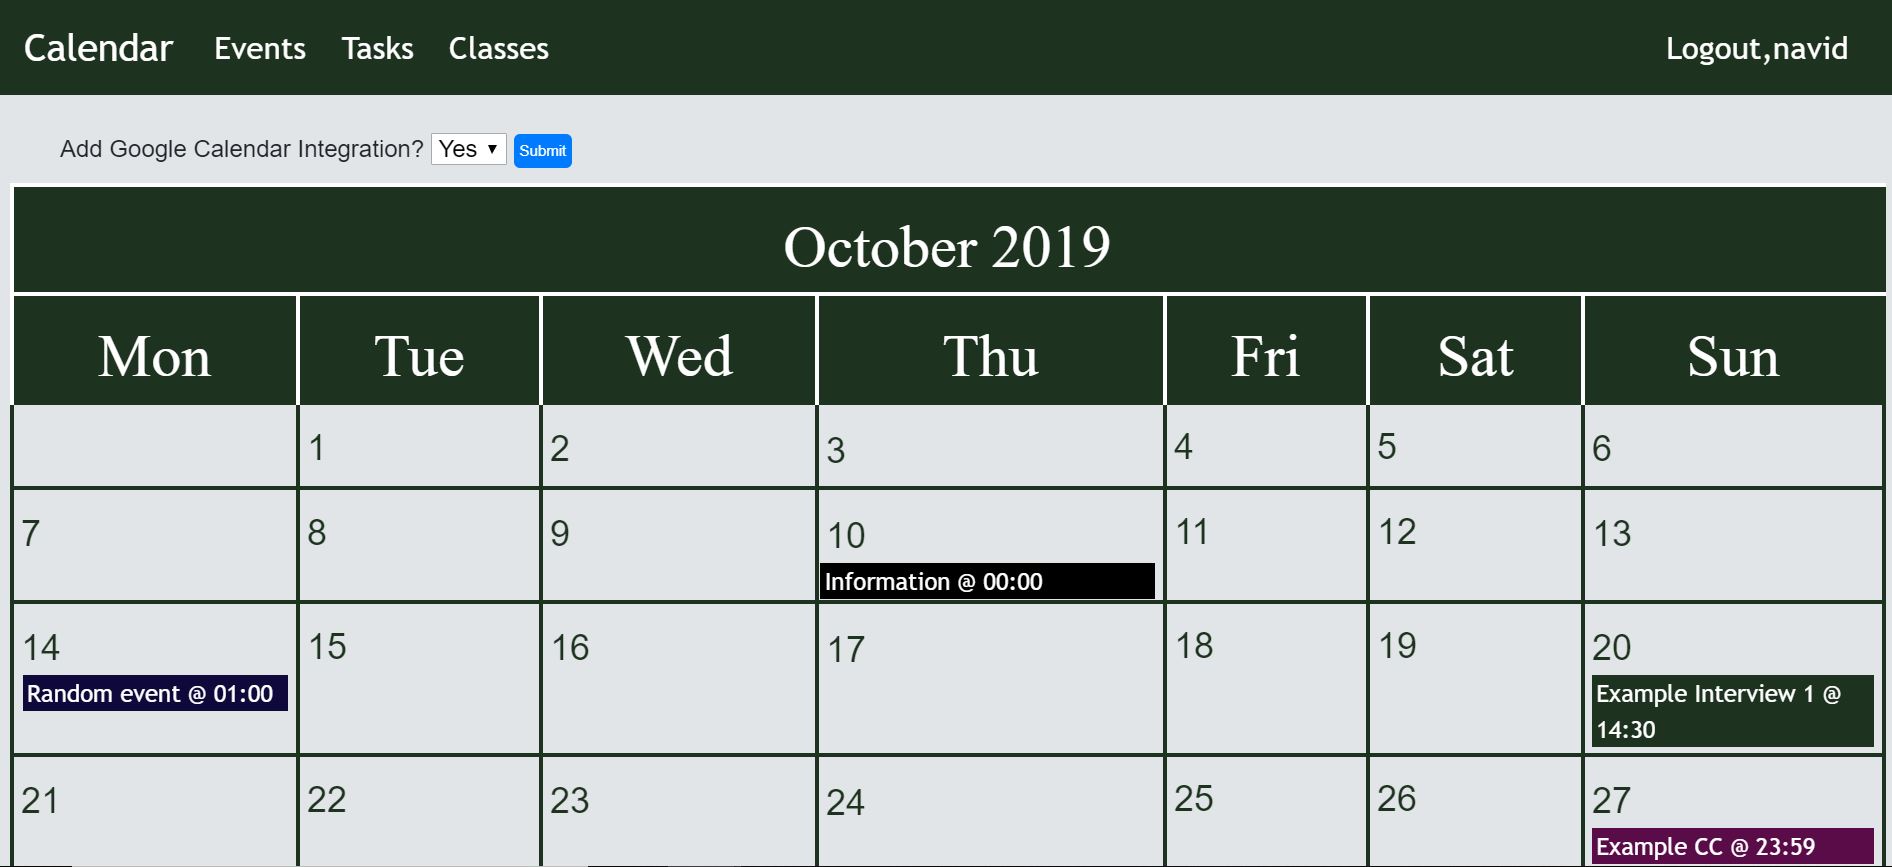 Calendar Events Tasks Classes Logout,navid
Add Google Calendar Integration? Yes Submit
October 2019
Mon Tue Wed Thu Fri Sat Sun
1 2 3 4 5 6
7 8 9 10 11 12 13
Information @ 00:00
14 15 16 17 18 19 20
Random event @ 01:00 Example Interview 1 @
14:30
21 22 23 24 25 26 27
Example CC @ 23:59